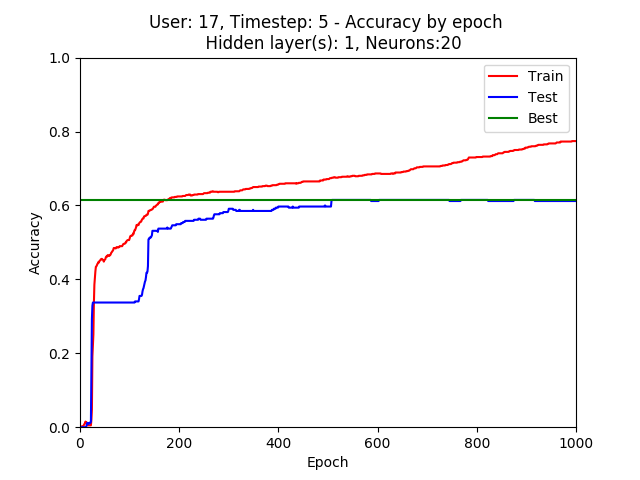 User: 17, Timestep: 5 - Accuracy by epoch
Hidden layer(s): 1, Neurons:20
1.0
0.8
0.6
0.4
0.2
0.0
Accuracy
Train
Test
Best
0 200 400 600 800 1000
Epoch